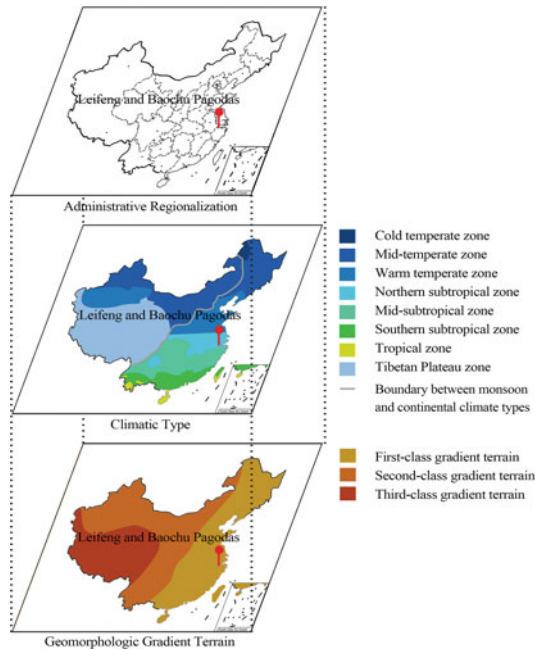 Leifeng and Baochu Pagodas
Administrative Regionalization
Leifeng and Baochu Pagodas
Climatic Type
Cold temperate zone
Mid-temperate zone
Warm temperate zone
Northern subtropical zone
Mid-subtropical zone
Southern subtropical zone
Tropical zone
Tibetan Plateau zone
Boundary between monsoon
and continental climate types
Leifeng and Baochu Pagodas
Geomorphologic Gradient Terrain
First-class gradient terrain
Second-class gradient terrain
Third-class gradient terrain